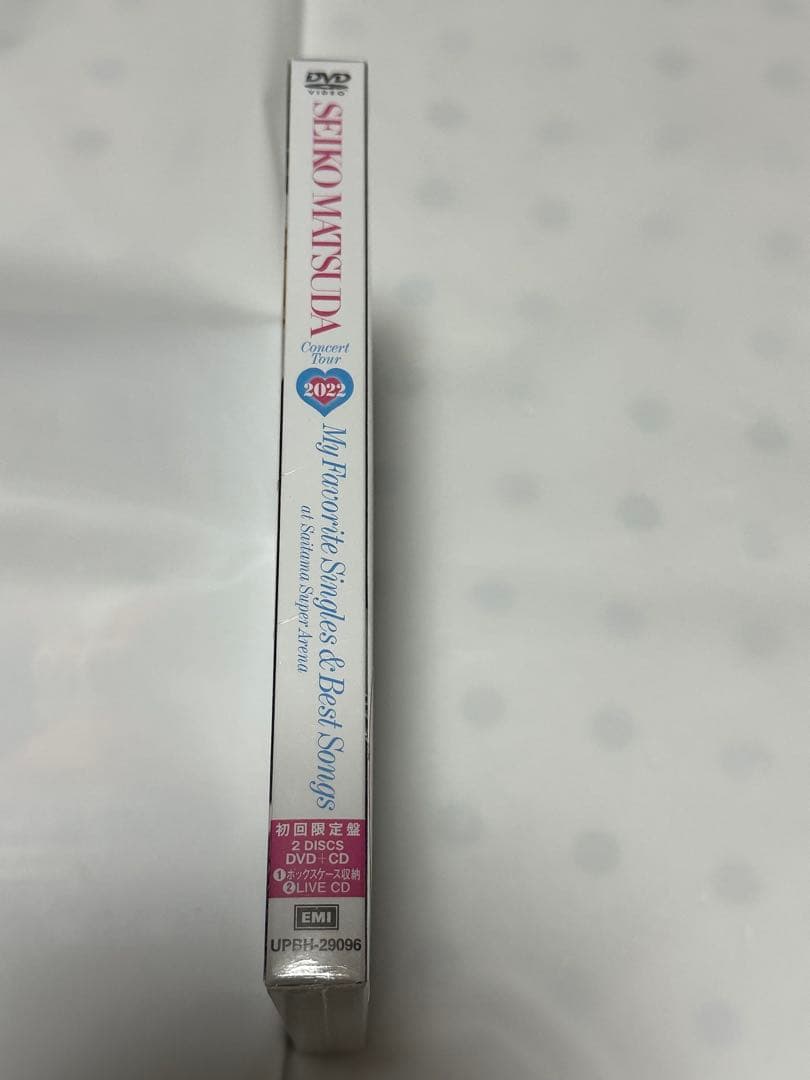 DVD
VIDEO
SEIKO MATSUDA
Concert
Tour
2022
My Favorite Singles & Best Songs
at Saitama Super Arena
初回限定盤
2 DISCS
DVD+CD
❶ボックスケース収納
❷LIVE CD
EMI
UPBH-29096